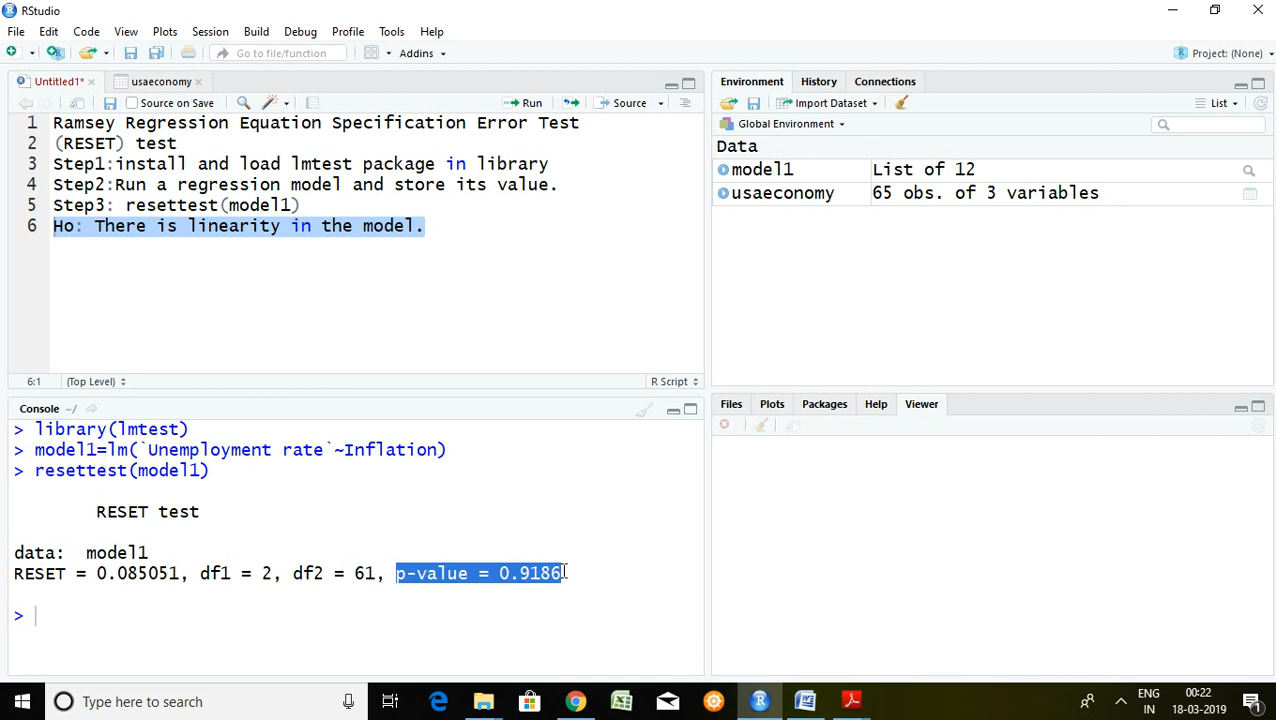 RStudio
File Edit Code View Plots Session Build Debug Profile Tools Help
Go to file/function Addins Project: (None)
Untitled1* usaeconomy
Source on Save Run Source
1 Ramsey Regression Equation Specification Error Test
2 (RESET) test
3 Step1:install and load lmtest package in library
4 Step2:Run a regression model and store its value.
5 Step3: resettest(model1)
6 Ho: There is linearity in the model.
6:1 (Top Level) R Script
Console ~/
> library(lmtest)
> model1=lm(`Unemployment rate`~Inflation)
> resettest(model1)
RESET test
data: model1
RESET = 0.085051, df1 = 2, df2 = 61, p-value = 0.9186
>
Environment History Connections
Import Dataset List
Global Environment
Data
model1 List of 12
usaeconomy 65 obs. of 3 variables
Files Plots Packages Help Viewer
Type here to search
ENG
IN
00:22
18-03-2019
1